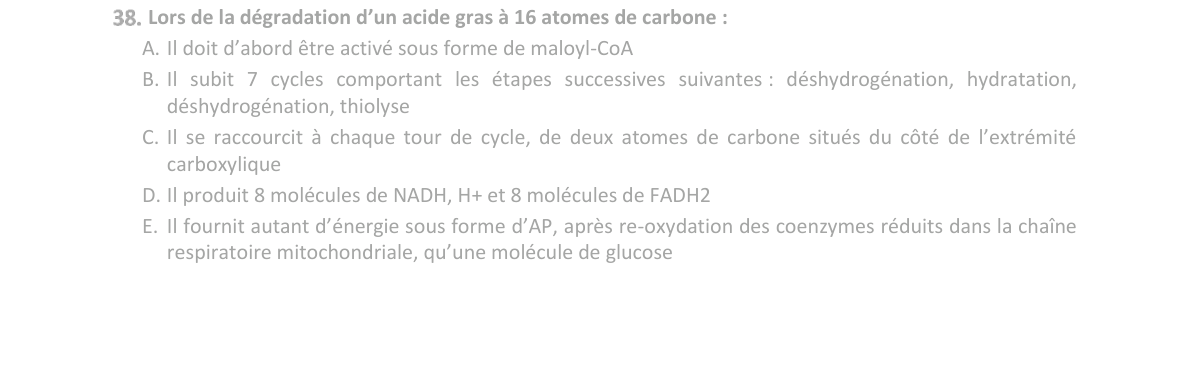 38. Lors de la dégradation d’un acide gras à 16 atomes de carbone :
A. Il doit d’abord être activé sous forme de maloyl-CoA
B. Il subit 7 cycles comportant les étapes successives suivantes : déshydrogénation, hydratation,
déshydrogénation, thiolyse
C. Il se raccourcit à chaque tour de cycle, de deux atomes de carbone situés du côté de l’extrémité
carboxylique
D. Il produit 8 molécules de NADH, H+ et 8 molécules de FADH2
E. Il fournit autant d’énergie sous forme d’AP, après re-oxydation des coenzymes réduits dans la chaîne
respiratoire mitochondriale, qu’une molécule de glucose